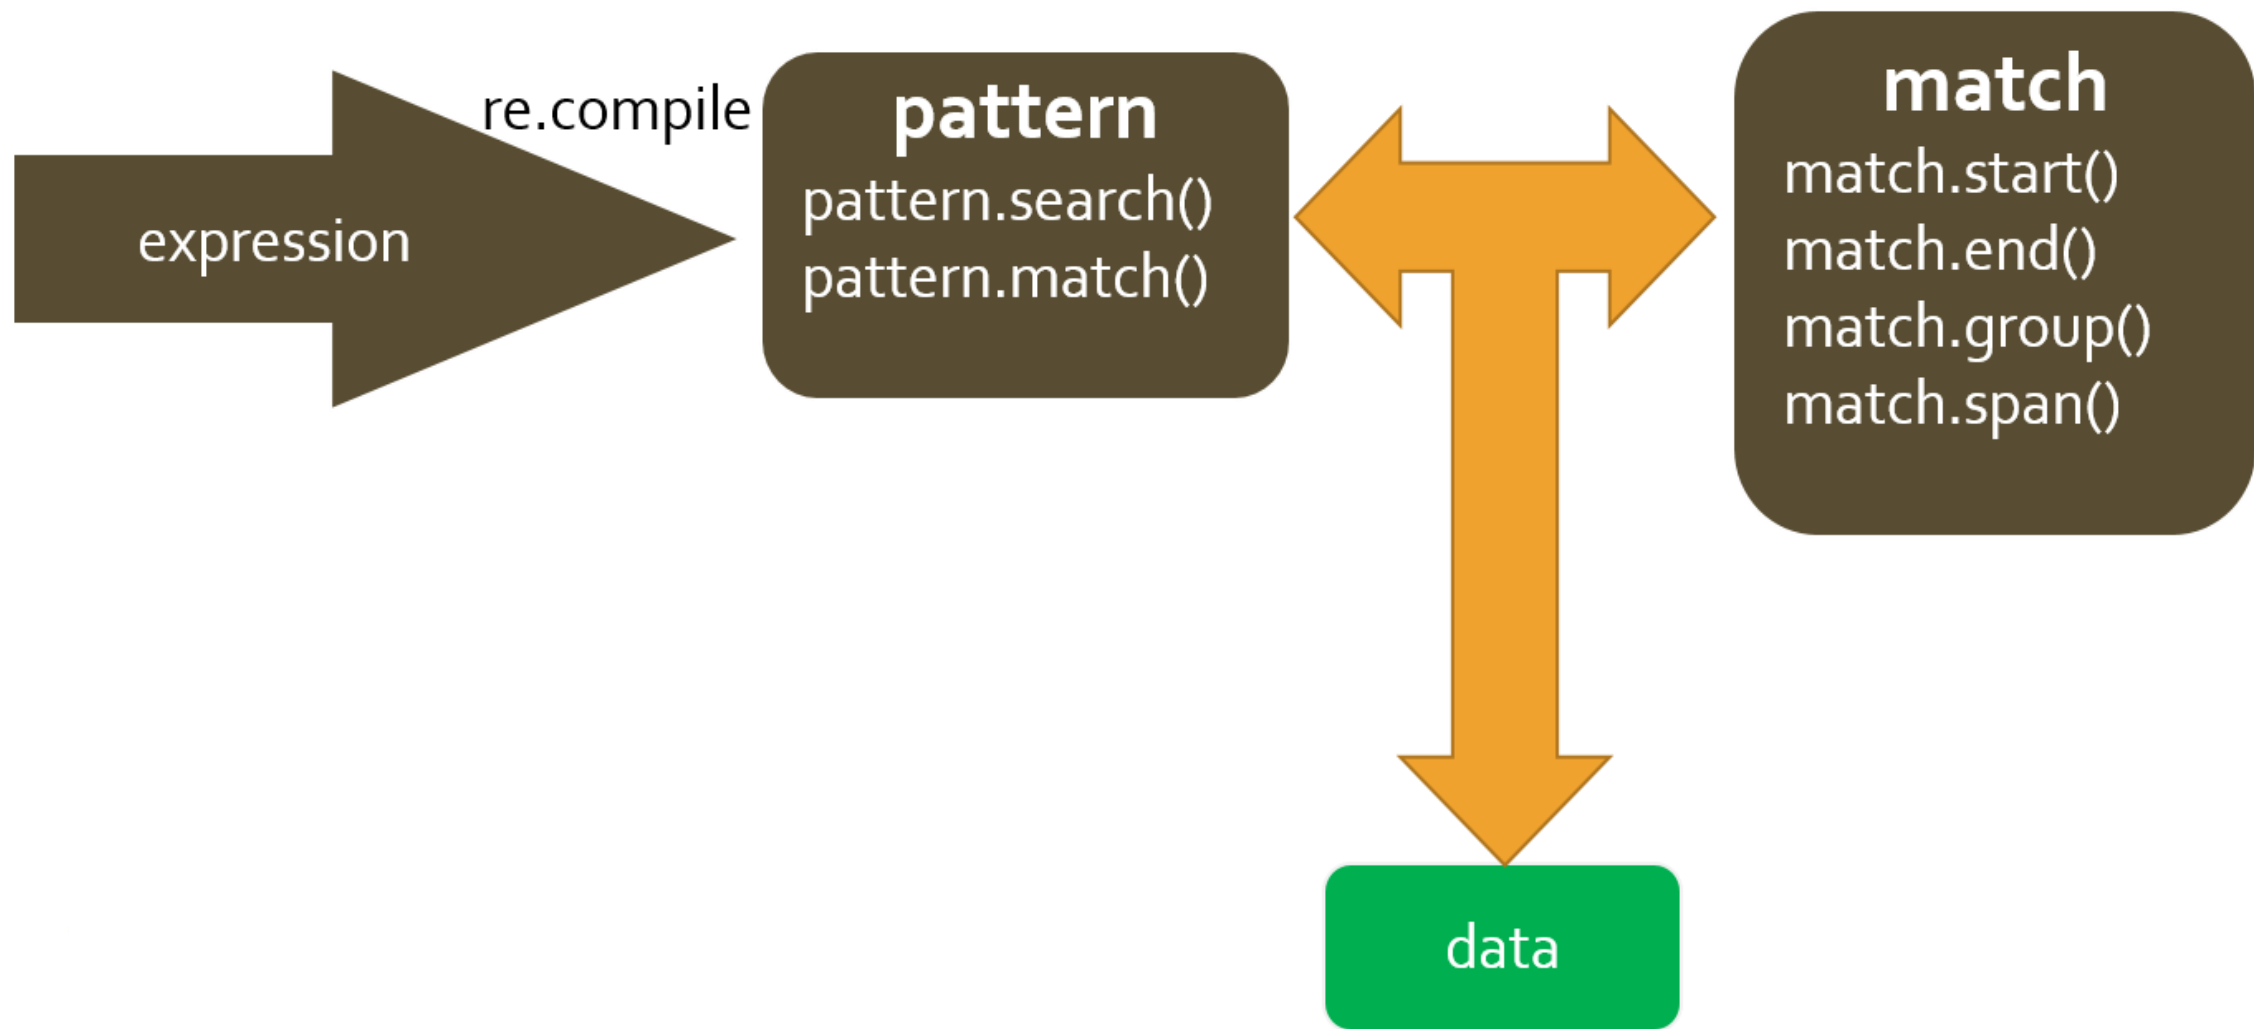 expression
re.compile
pattern
pattern.search()
pattern.match()
match
match.start()
match.end()
match.group()
match.span()
data